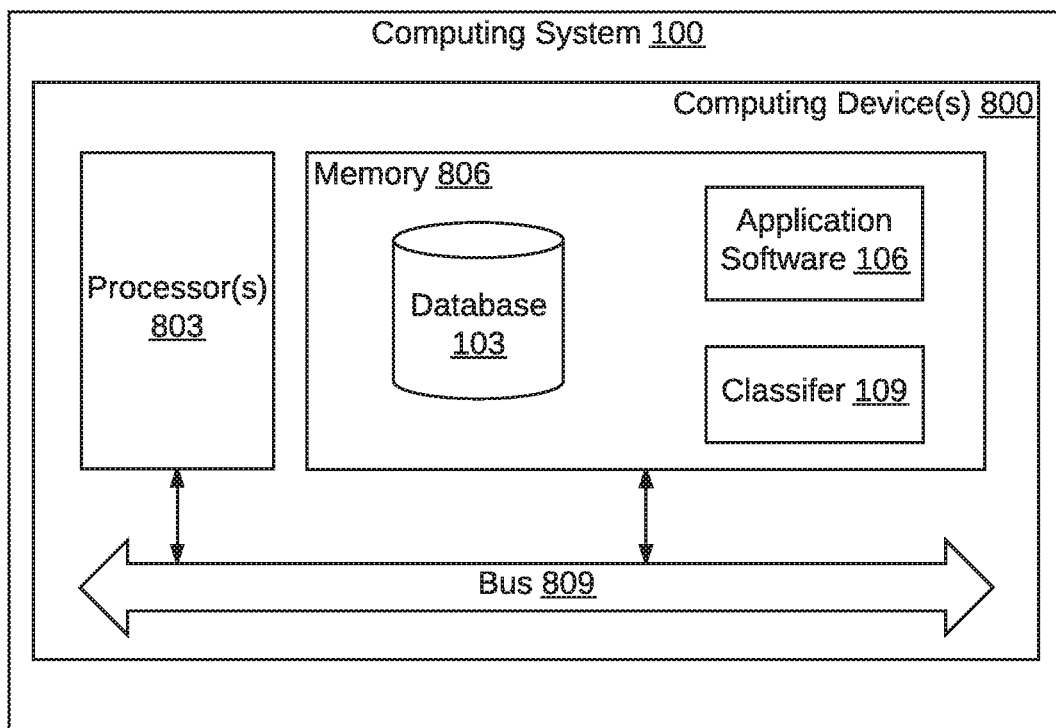 Computing System 100
Computing Device(s) 800
Processor(s)
803
Memory 806
Database
103
Application
Software 106
Classifer 109
Bus 809